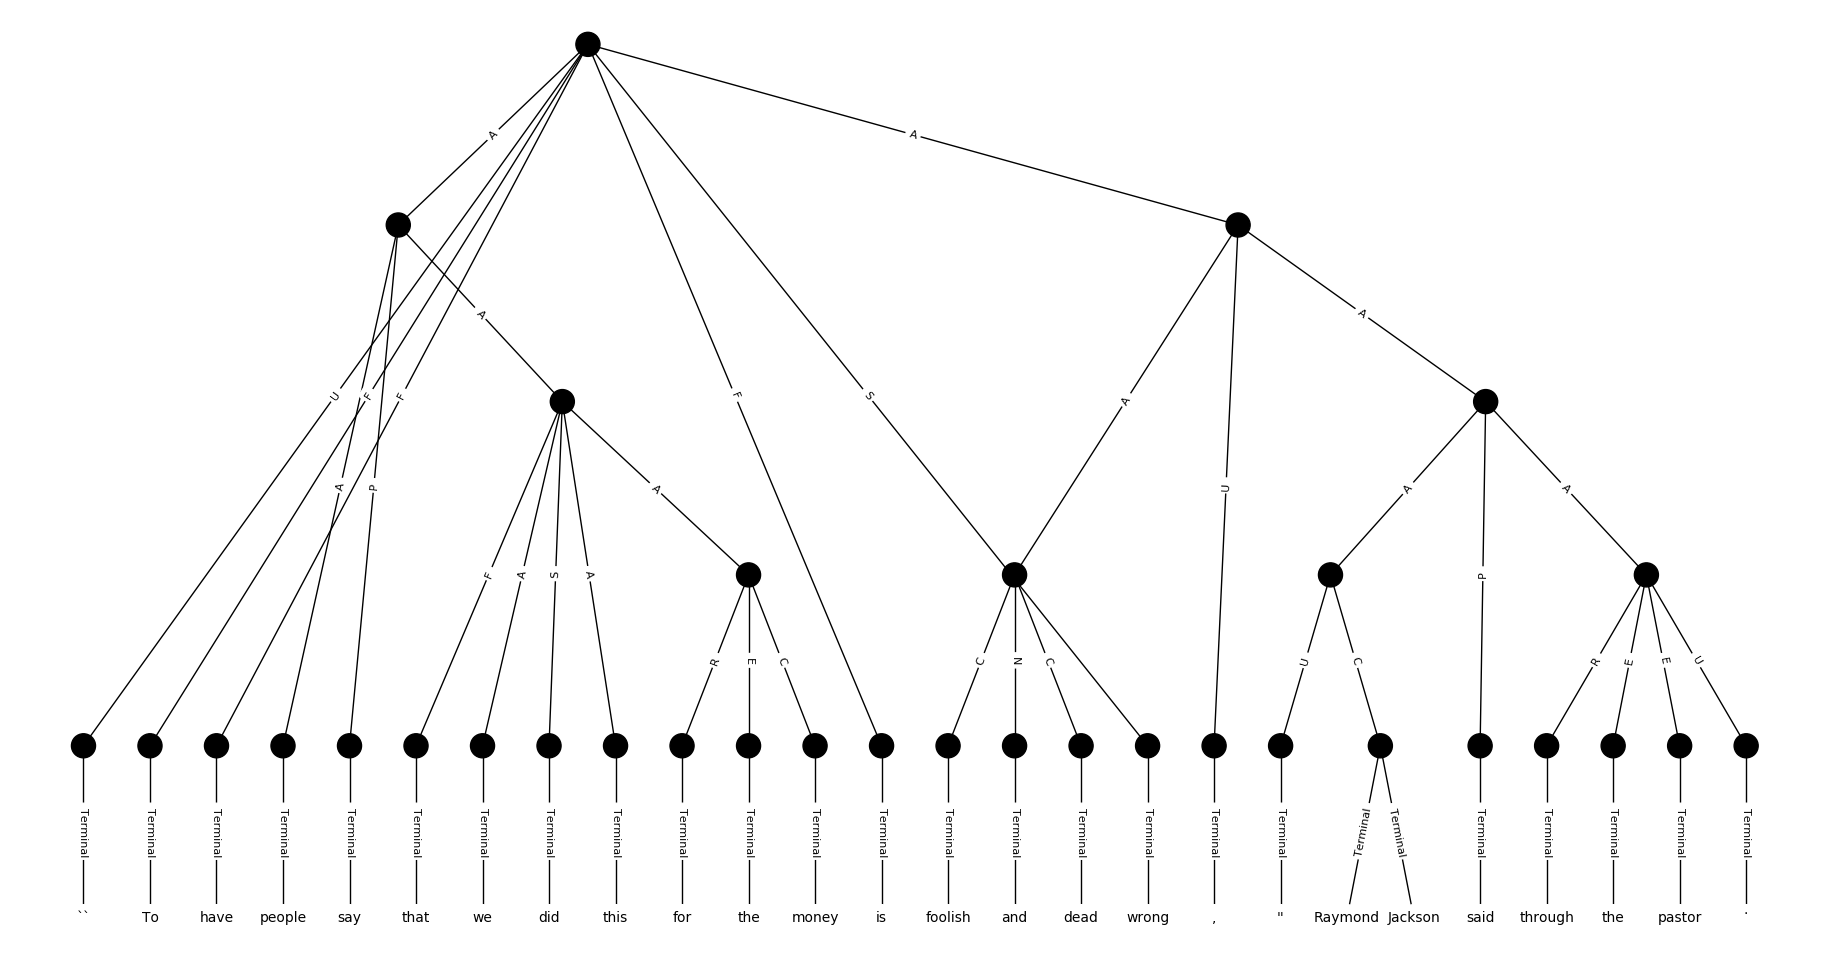 A A
A A
U F F F S A
A P A U A P A
F A S A
R E C C N C U C R E E U
Terminal Terminal Terminal Terminal Terminal Terminal Terminal Terminal Terminal Terminal Terminal Terminal Terminal Terminal Terminal Terminal Terminal Terminal Terminal Terminal Terminal Terminal Terminal Terminal Terminal Terminal
`` To have people say that we did this for the money is foolish and dead wrong , " Raymond Jackson said through the pastor .